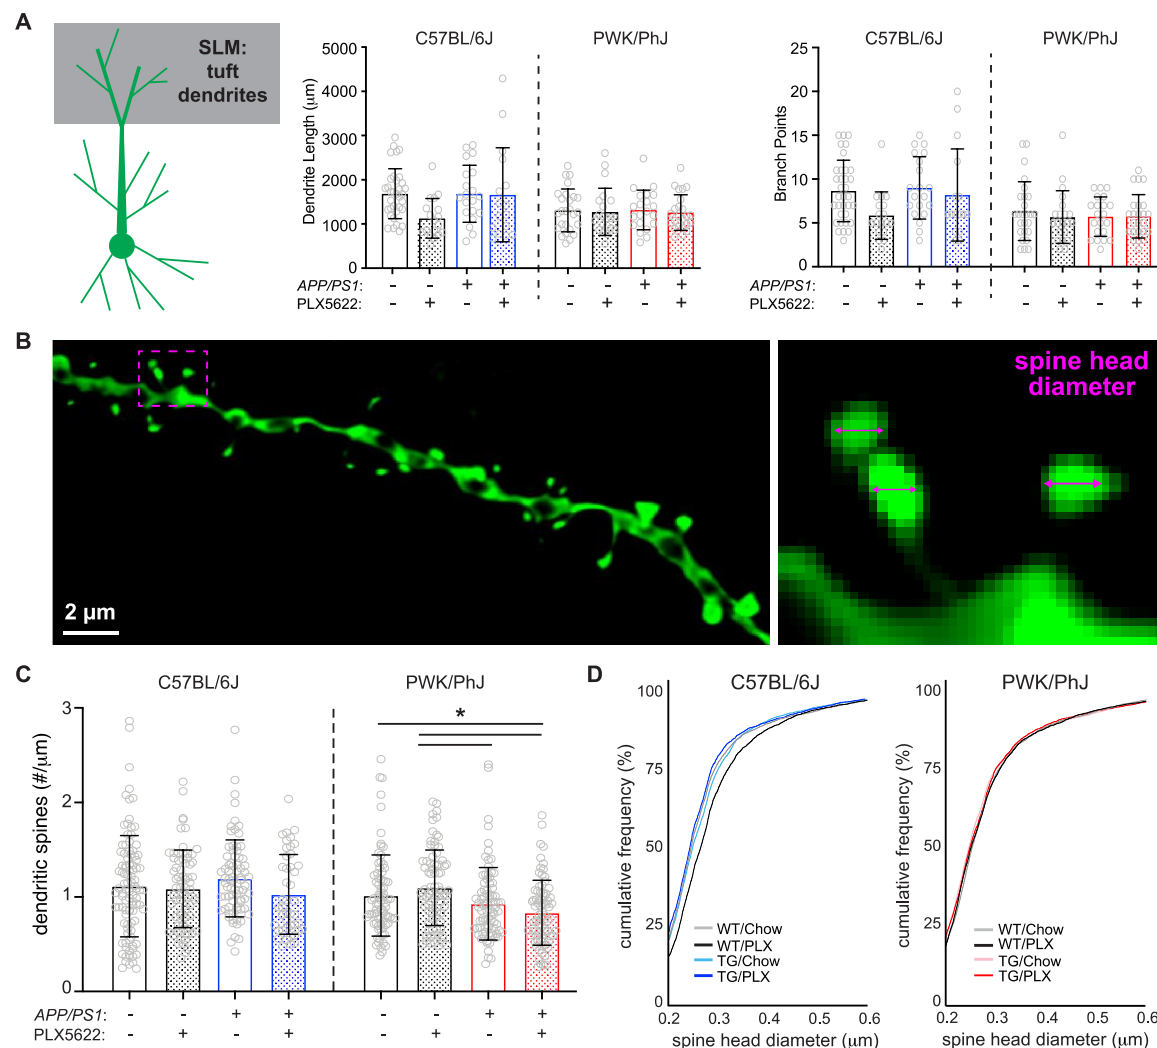 A
SLM:
tuft
dendrites
C57BL/6J
PWK/PhJ
Dendrite Length (μm)
5000
4000
3000
2000
1000
0
APP/PS1: - - + + - - + +
PLX5622: - + - + - + - +
C57BL/6J
PWK/PhJ
Branch Points
25
20
15
10
5
0
APP/PS1: - - + + - - + +
PLX5622: - + - + - + - +
B
2 μm
spine head
diameter
C
C57BL/6J
PWK/PhJ
dendritic spines (#/μm)
3
2
1
0
*
APP/PS1: - - + + - - + +
PLX5622: - + - + - + - +
D
C57BL/6J
cumulative frequency (%)
100
75
50
25
0
WT/Chow
WT/PLX
TG/Chow
TG/PLX
0.2 0.3 0.4 0.5 0.6
spine head diameter (μm)
PWK/PhJ
cumulative frequency (%)
100
75
50
25
0
WT/Chow
WT/PLX
TG/Chow
TG/PLX
0.2 0.3 0.4 0.5 0.6
spine head diameter (μm)